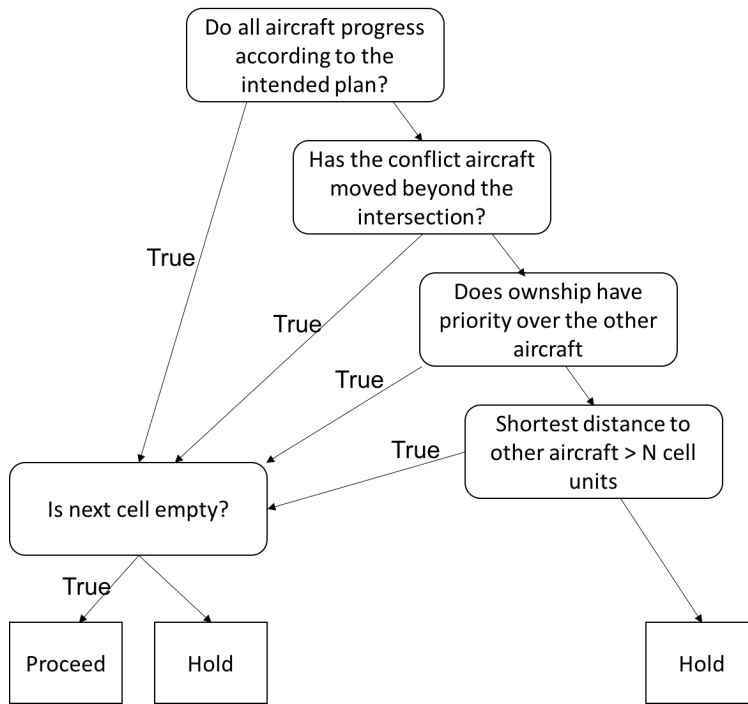 Do all aircraft progress
according to the
intended plan?
Has the conflict aircraft
moved beyond the
intersection?
True
Does ownship have
priority over the other
aircraft
True
True
Shortest distance to
other aircraft > N cell
units
True
Is next cell empty?
True
Proceed
Hold
Hold